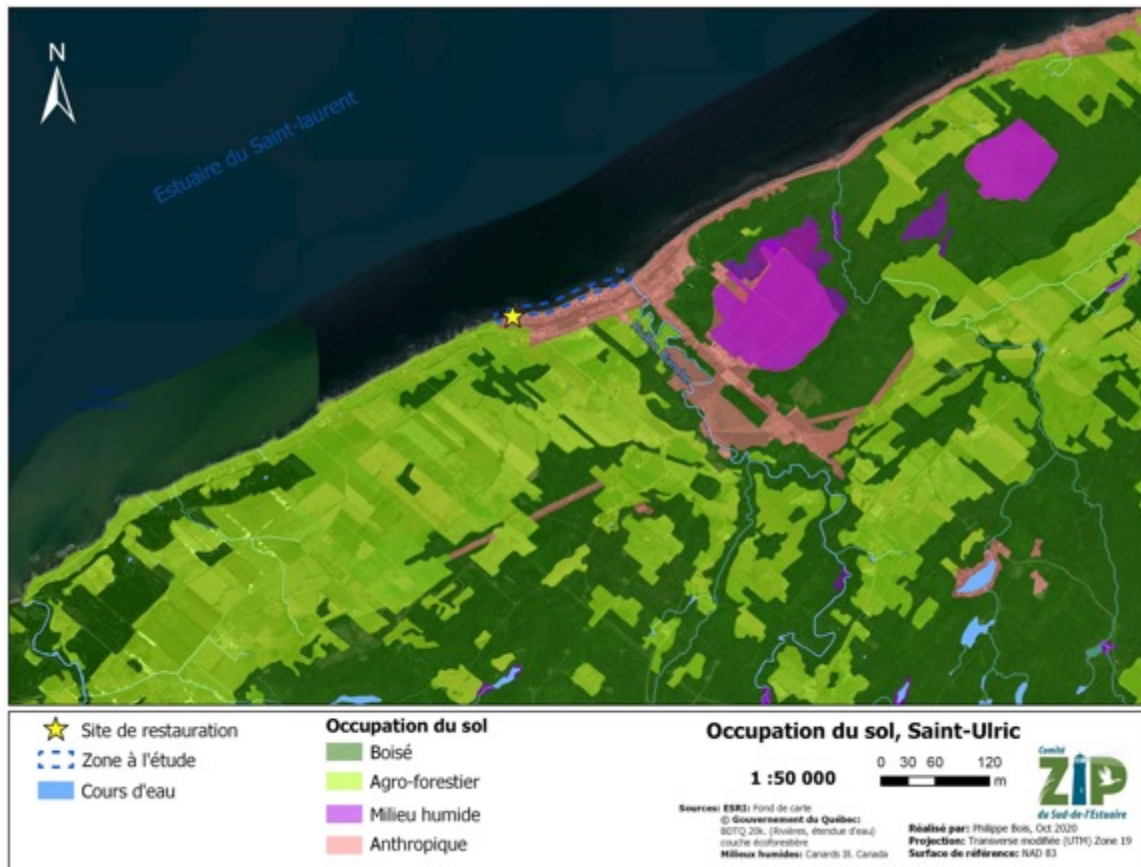 N
Estuaire du Saint-laurent
Site de restauration
Zone à l'étude
Cours d'eau
Occupation du sol
Boisé
Agro-forestier
Milieu humide
Anthropique
Occupation du sol, Saint-Ulric
1 :50 000
0 30 60 120
m
Sources: ESRI: Fond de carte
© Gouvernement du Québec:
BDTQ 20k. (Rivières, étendue d'eau)
couche écoforestière
Milieux humides: Canards Ill. Canada
Réalisé par: Philippe Bois, Oct 2020
Projection: Transverse modifiée (UTM) Zone 19
Surface de référence: NAD 83
Comité
ZIP
du Sud-de-l'Estuaire